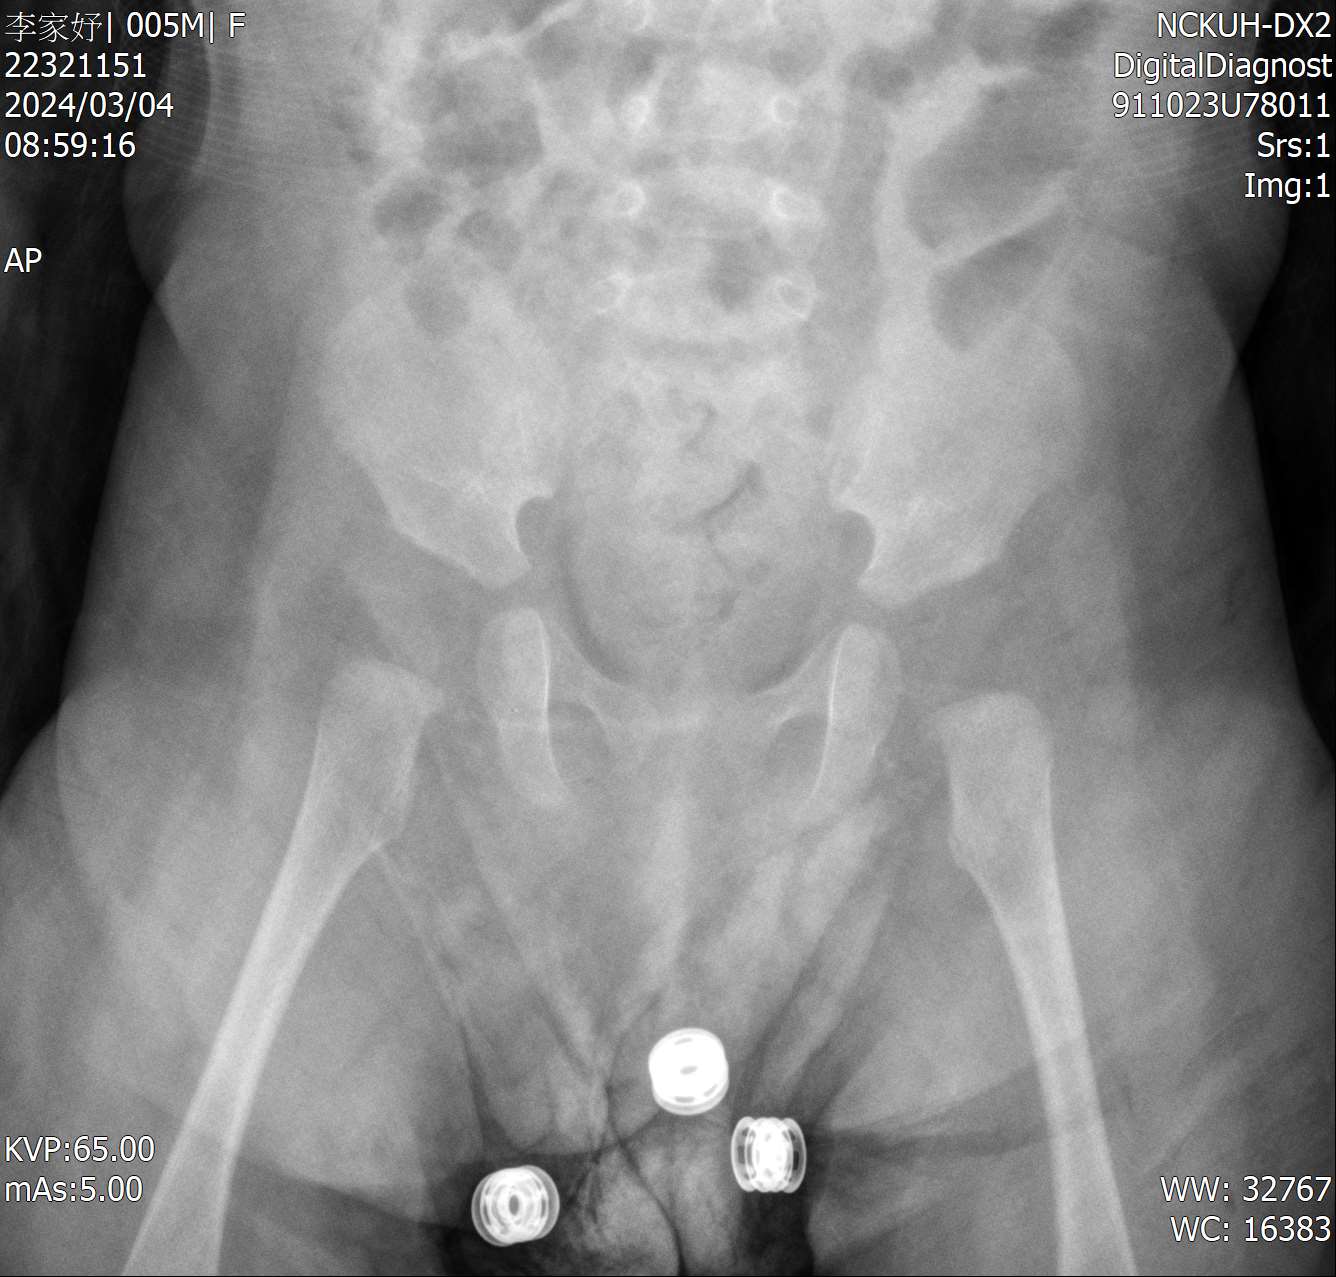 李家妤| 005M| F
22321151
2024/03/04
08:59:16
AP
NCKUH-DX2
DigitalDiagnost
911023U78011
Srs:1
Img:1
KVP:65.00
mAs:5.00
WW: 32767
WC: 16383